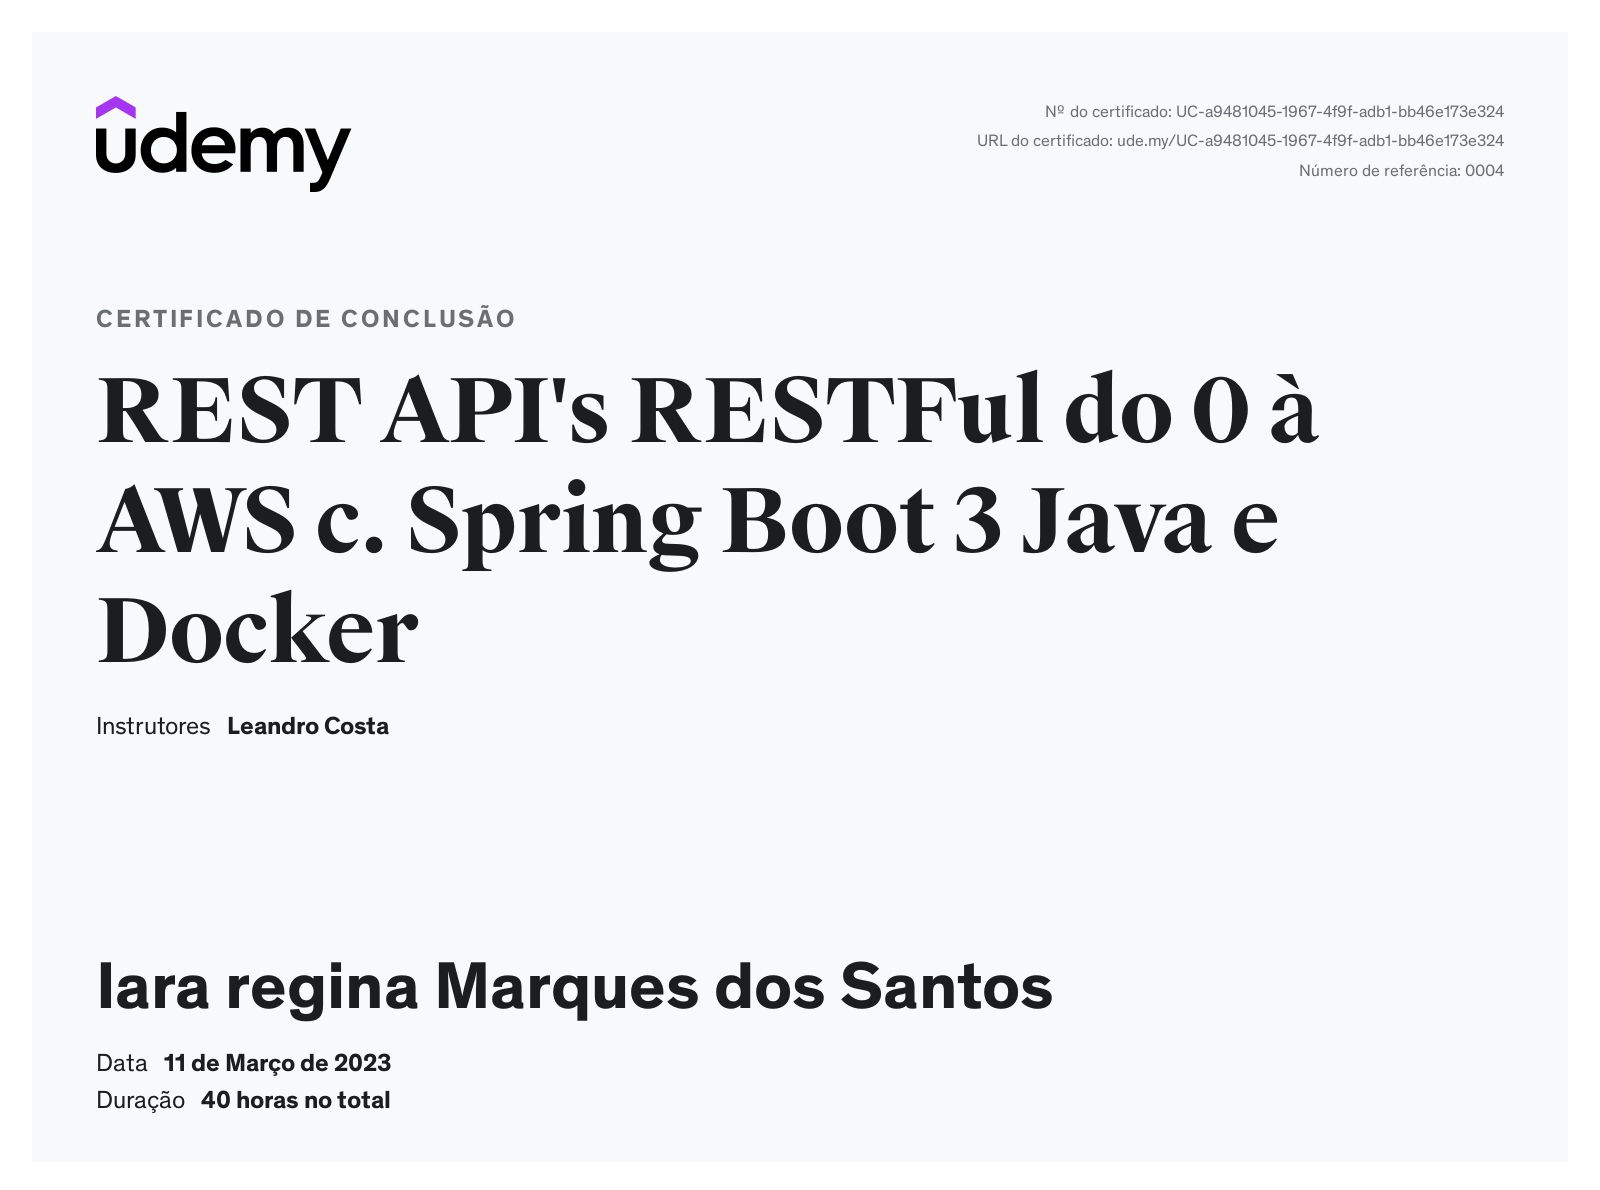 udemy
Nº do certificado: UC-a9481045-1967-4f9f-adb1-bb46e173e324
URL do certificado: ude.my/UC-a9481045-1967-4f9f-adb1-bb46e173e324
Número de referência: 0004
CERTIFICADO DE CONCLUSÃO
REST API's RESTFul do 0 à
AWS c. Spring Boot 3 Java e
Docker
Instrutores Leandro Costa
Iara regina Marques dos Santos
Data 11 de Março de 2023
Duração 40 horas no total